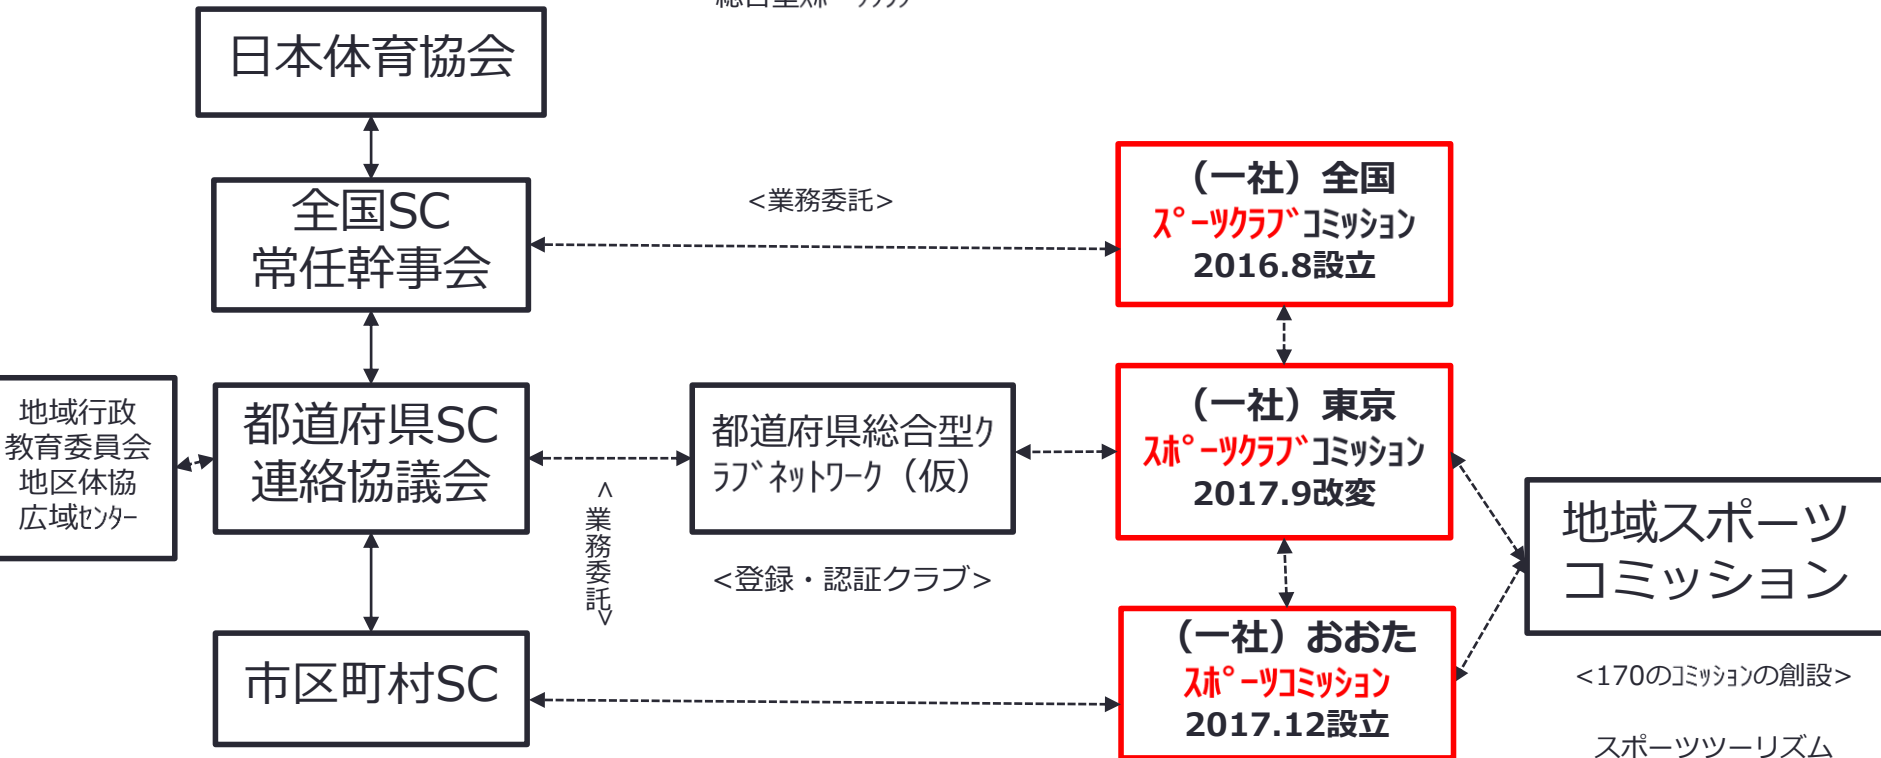 日本体育協会
全国SC
常任幹事会
<業務委託>
(一社)全国
ｽﾟｰﾂｸﾗﾌﾞｺﾐｯｼｮﾝ
2016.8設立
地域行政
教育委員会
地区体協
広域ｾﾝﾀｰ
都道府県SC
連絡協議会
<業務委託>
都道府県総合型ｸ
ﾗﾌﾞﾈｯﾄﾜｰｸ(仮)
<登録・認証クラブ>
(一社)東京
ｽﾎﾟｰﾂｸﾗﾌﾞｺﾐｯｼｮﾝ
2017.9改変
地域スポーツ
コミッション
<170のｺﾐｯｼｮﾝの創設>
スポーツツーリズム
市区町村SC
(一社)おおた
ｽﾎﾟｰﾂｺﾐｯｼｮﾝ
2017.12設立